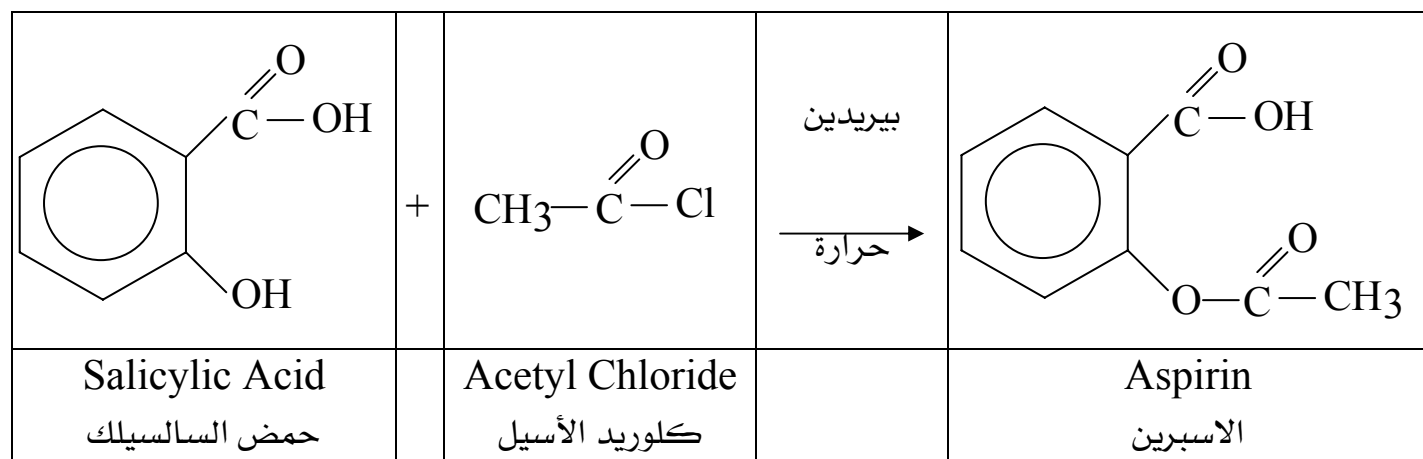 O
C — OH
OH
+
O
CH3— C — Cl
بيريدين
حرارة
O
C — OH
O
O—C — CH3
Salicylic Acid
حمض السالسيلك
Acetyl Chloride
كلوريد الأسيل
Aspirin
الاسبرين